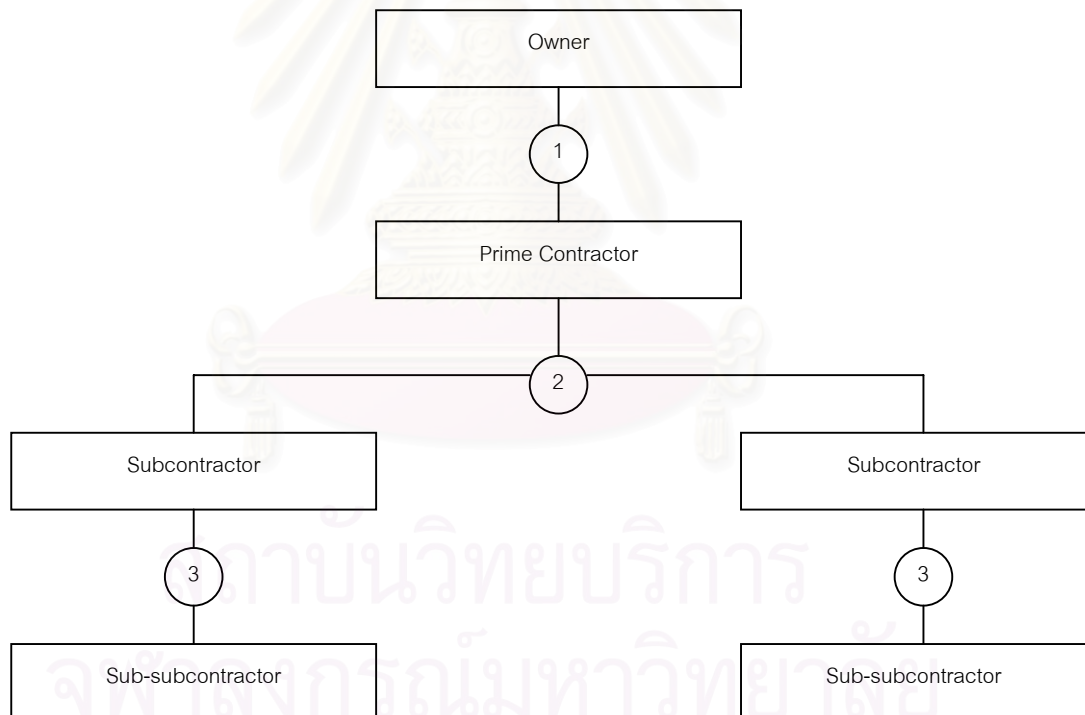 Owner
1
Prime Contractor
2
Subcontractor
Subcontractor
3
3
สถาบันวิทยบริการ
Sub-subcontractor
Sub-subcontractor
จุฬาลงกรณ์มหาวิทยาลัย